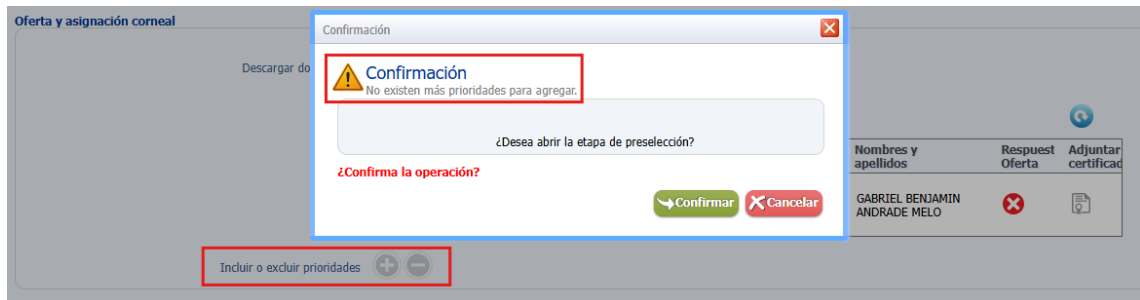 Oferta y asignación corneal
Confirmación
Descargar do
Confirmación
No existen más prioridades para agregar.
¿Desea abrir la etapa de preselección?
¿Confirma la operación?
Confirmar
Cancelar
Nombres y apellidos
Respuest Oferta
Adjuntar certificad
GABRIEL BENJAMIN
ANDRADE MELO
Incluir o excluir prioridades